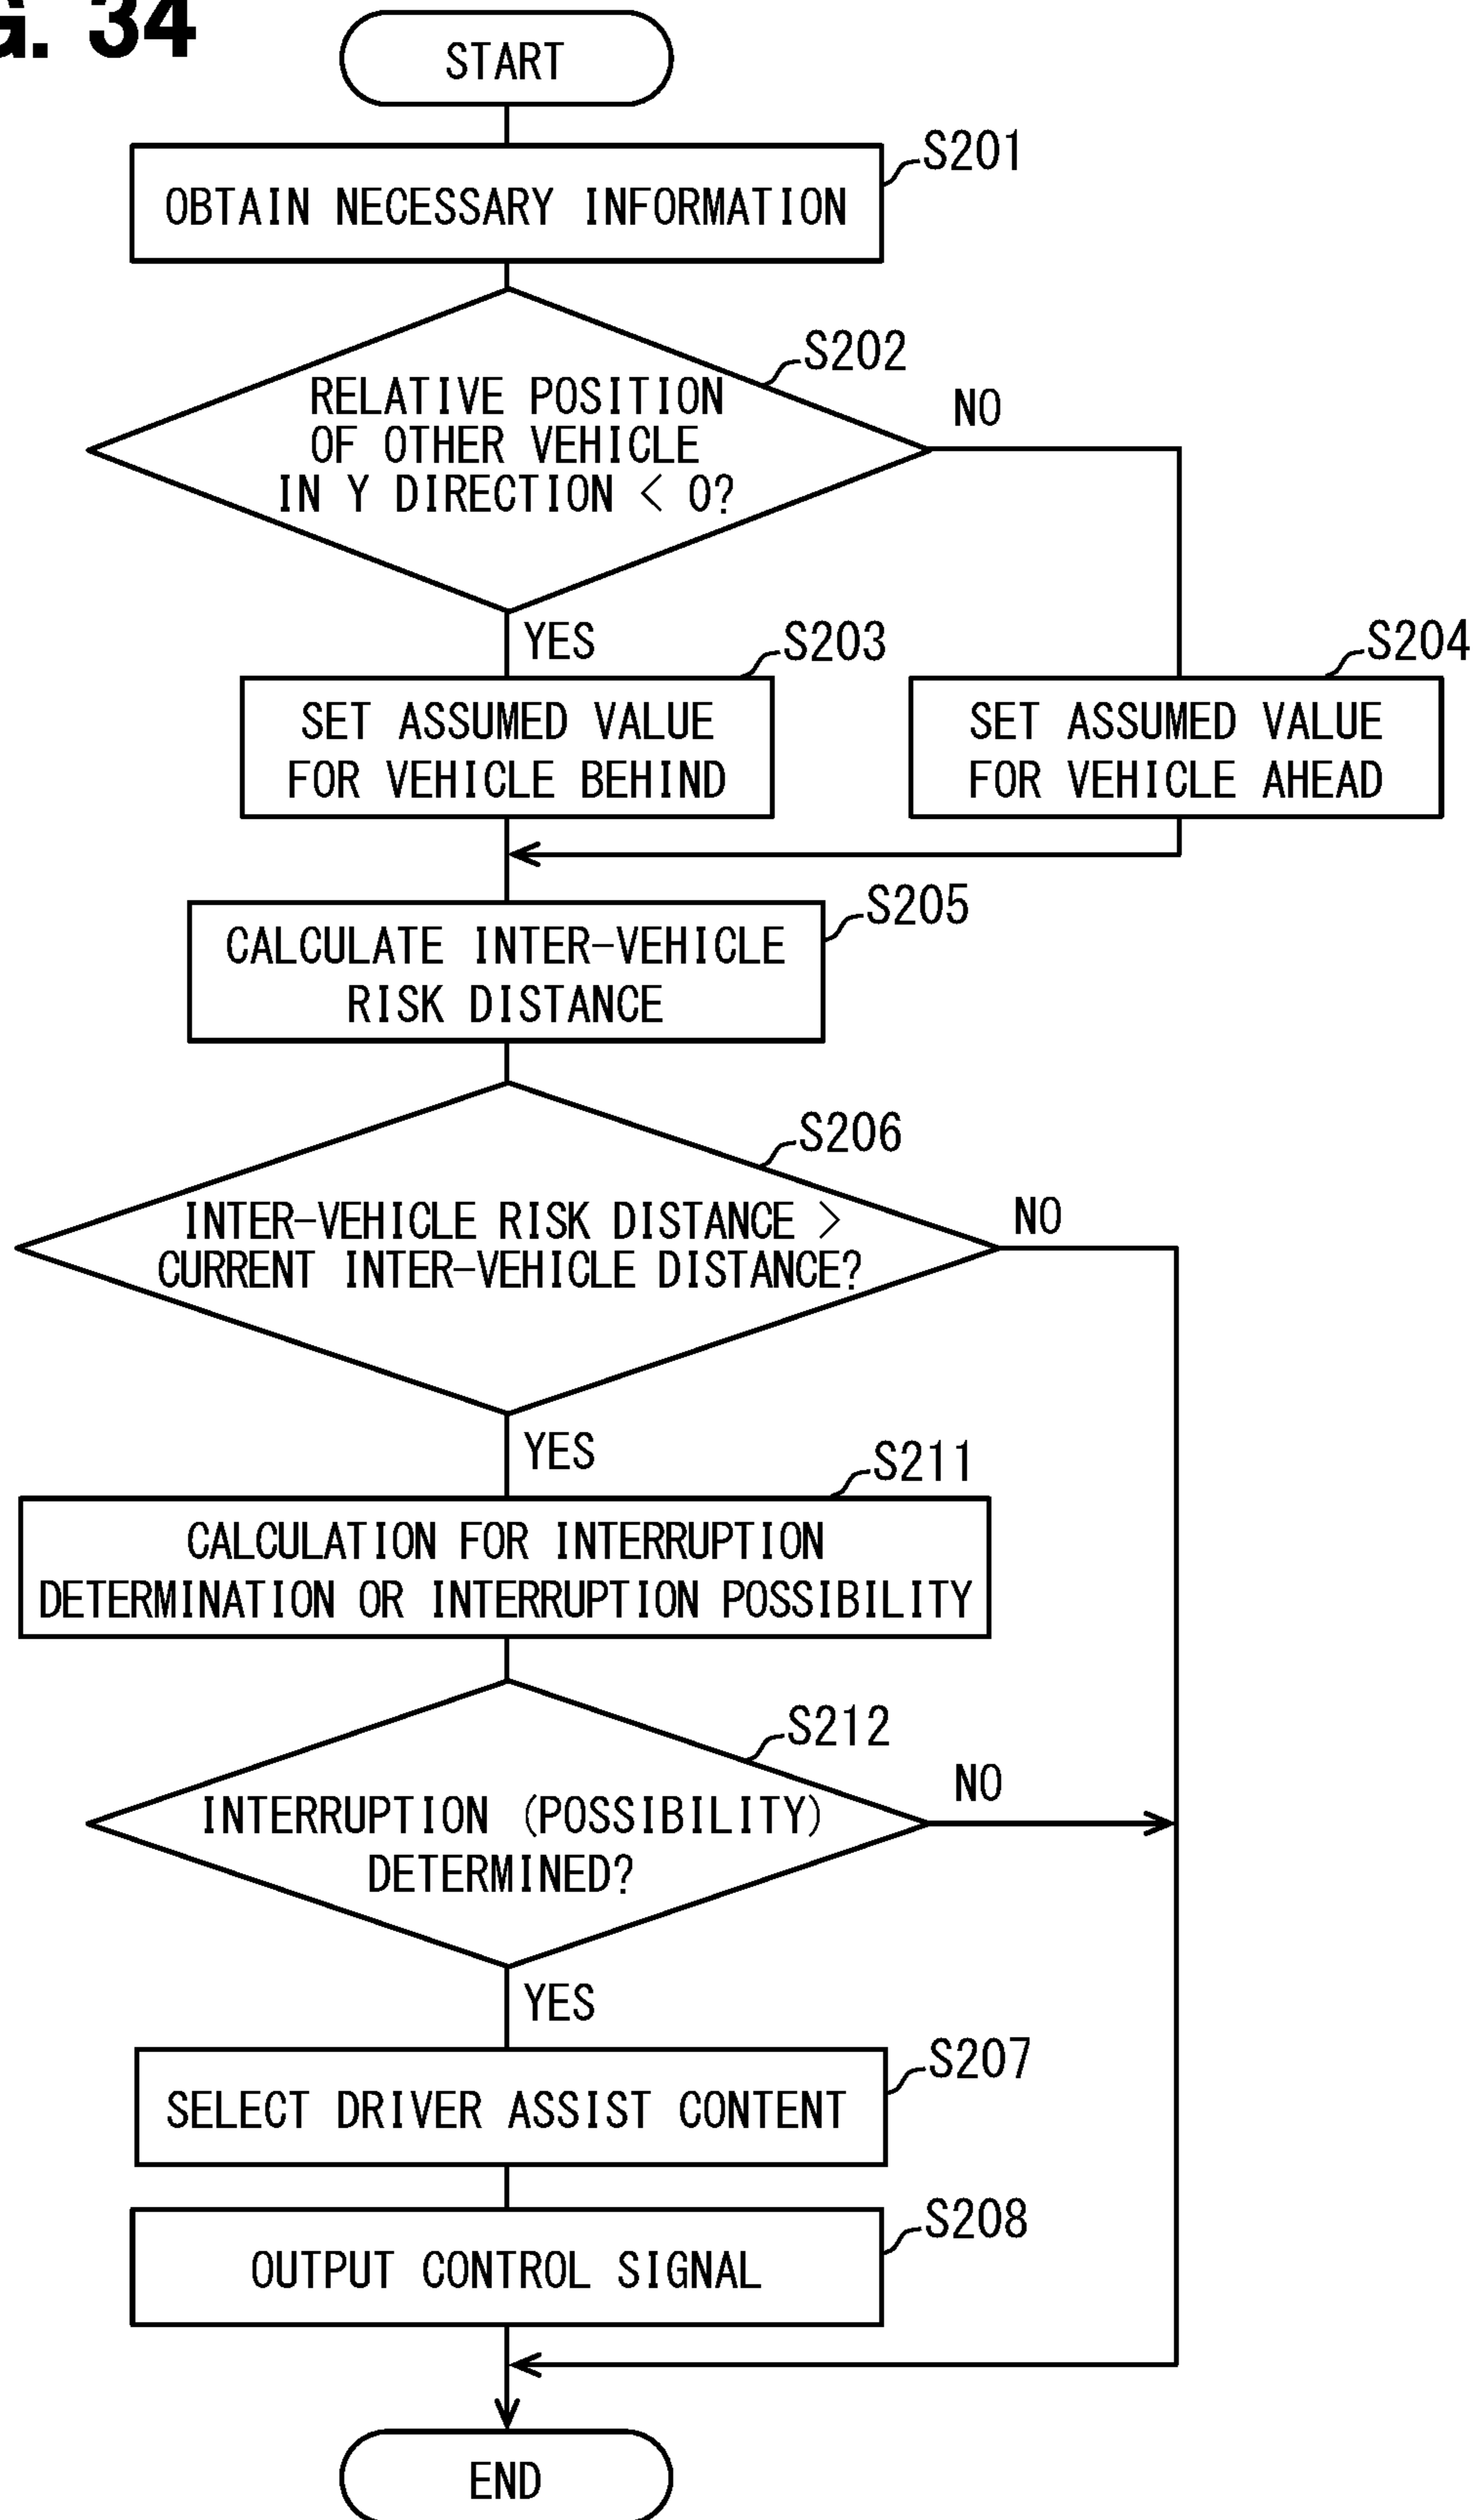 G. 34
START
S201
OBTAIN NECESSARY INFORMATION
S202
RELATIVE POSITION
OF OTHER VEHICLE
IN Y DIRECTION < 0?
NO
YES
S203
SET ASSUMED VALUE
FOR VEHICLE BEHIND
S204
SET ASSUMED VALUE
FOR VEHICLE AHEAD
S205
CALCULATE INTER-VEHICLE
RISK DISTANCE
S206
INTER-VEHICLE RISK DISTANCE >
CURRENT INTER-VEHICLE DISTANCE?
NO
YES
S211
CALCULATION FOR INTERRUPTION
DETERMINATION OR INTERRUPTION POSSIBILITY
S212
INTERRUPTION (POSSIBILITY)
DETERMINED?
NO
YES
S207
SELECT DRIVER ASSIST CONTENT
S208
OUTPUT CONTROL SIGNAL
END